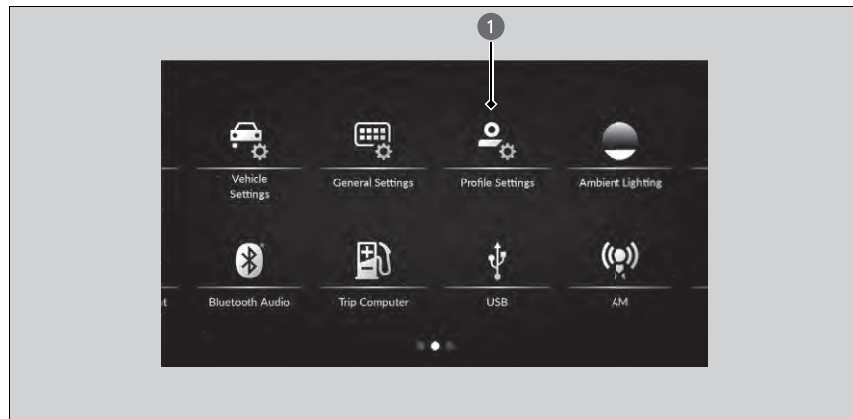 1
Vehicle
Settings
General Settings
Profile Settings
Ambient Lighting
Bluetooth Audio
Trip Computer
USB
AM